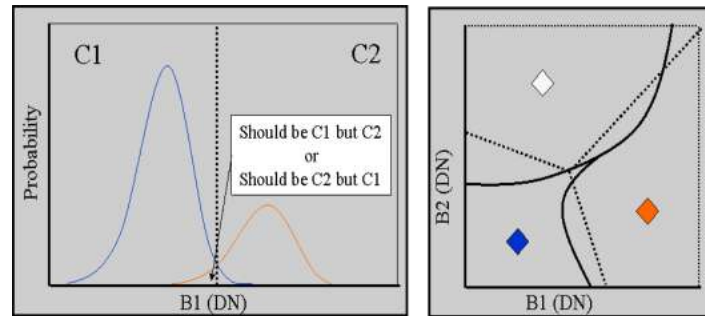 C1
C2
Should be C1 but C2
or
Should be C2 but C1
Probability
B1 (DN)
B2 (DN)
B1 (DN)